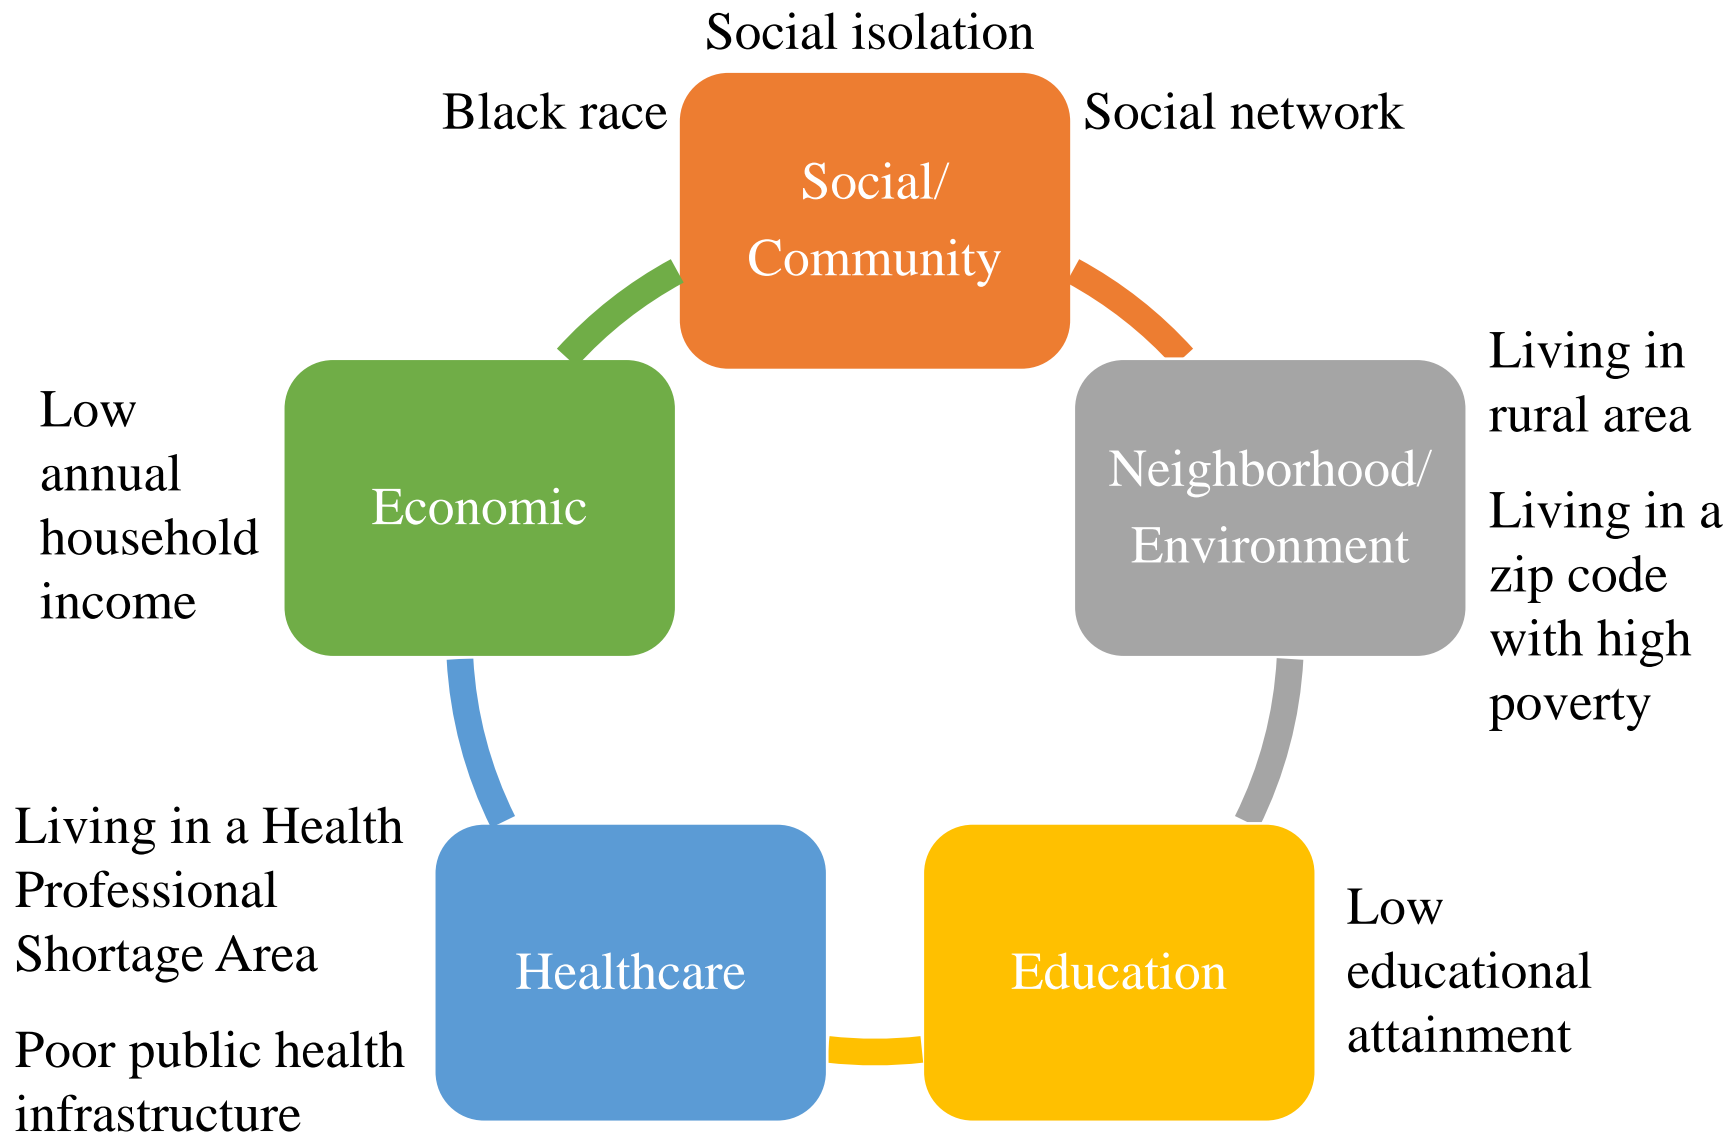 Social isolation
Black race
Social network
Social/
Community
Living in
rural area
Living in a
zip code
with high
poverty
Neighborhood/
Environment
Low
annual
household
income
Economic
Living in a Health
Professional
Shortage Area
Poor public health
infrastructure
Healthcare
Education
Low
educational
attainment